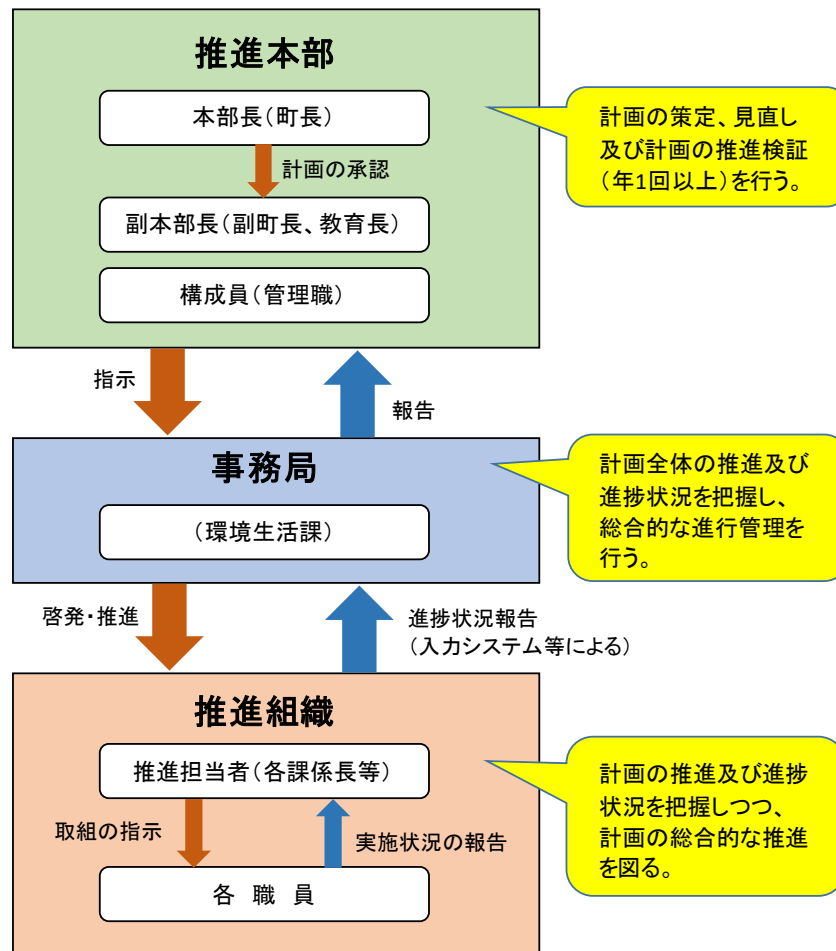 推進本部
本部長（町長）
計画の承認
副本部長（副町長、教育長）
構成員（管理職）
計画の策定、見直し
及び計画の推進検証
（年1回以上）を行う。
指示
報告
事務局
（環境生活課）
計画全体の推進及び
進捗状況を把握し、
総合的な進行管理を
行う。
啓発・推進
進捗状況報告
（入力システム等による）
推進組織
推進担当者（各課係長等）
取組の指示
実施状況の報告
各　職　員
計画の推進及び進捗
状況を把握しつつ、
計画の総合的な推進
を図る。